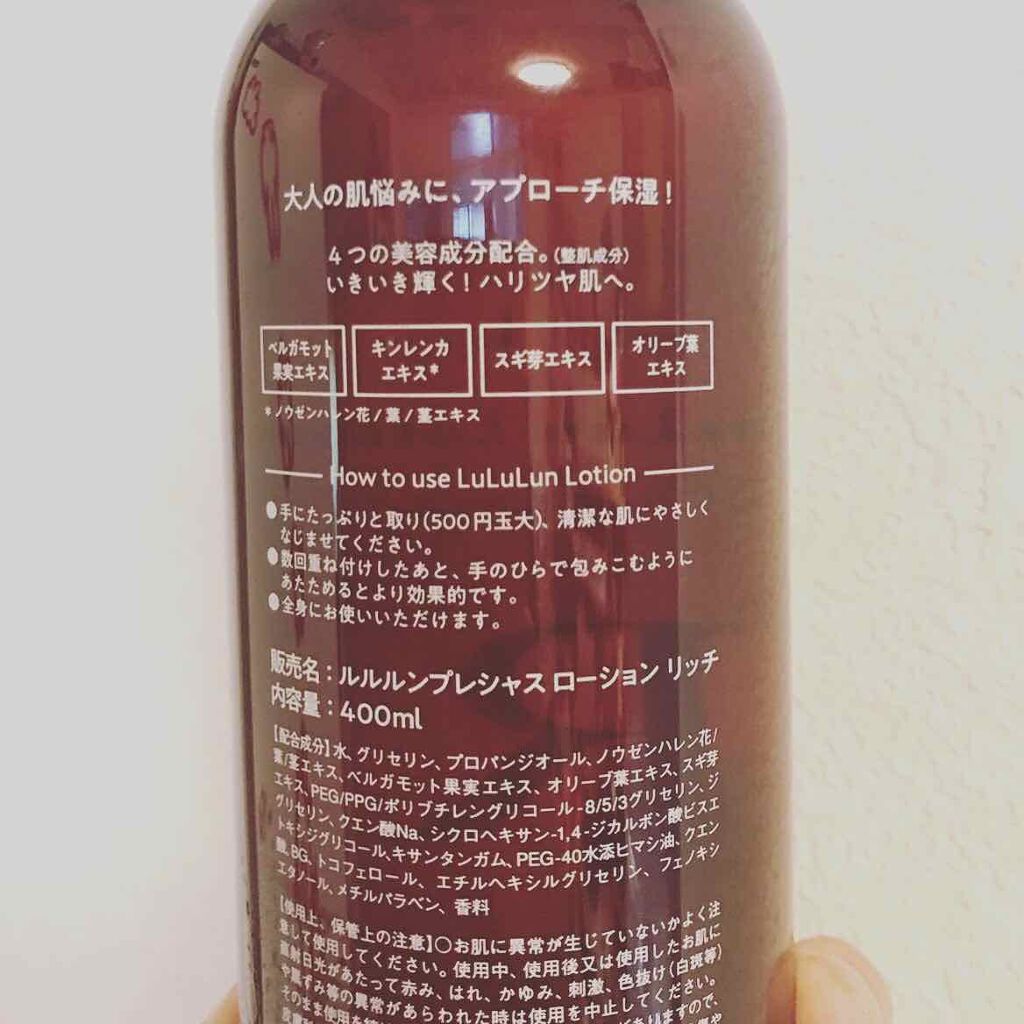 大人の肌悩みに、アプローチ保湿！
4つの美容成分配合。(整肌成分)
いきいき輝く！ハリツヤ肌へ。
ベルガモット
果実エキス
キンレンカ
エキス*
スギ芽エキス
オリーブ葉
エキス
*ノウゼンハレン花/葉/茎エキス
How to use LuLuLun Lotion
●手にたっぷりと取り(500円玉大)、清潔な肌にやさしく
なじませてください。
●数回重ね付けしたあと、手のひらで包みこむように
あたためるとより効果的です。
●全身にお使いいただけます。
販売名：ルルルンプレシャス ローション リッチ
内容量：400ml
【配合成分】水、グリセリン、プロパンジオール、ノウゼンハレン花/
葉/茎エキス、ベルガモット果実エキス、オリーブ葉エキス、スギ芽
エキス、PEG/PPG/ポリブチレングリコール-8/5/3グリセリン、ジ
グリセリン、クエン酸Na、シクロヘキサン-1,4-ジカルボン酸ビスエ
トキシジグリコール、キサンタンガム、PEG-40水添ヒマシ油、クエン
酸、BG、トコフェロール、エチルヘキシルグリセリン、フェノキシ
エタノール、メチルパラベン、香料
【使用上、保管上の注意】○お肌に異常が生じていないかよく注
意して使用してください。使用中、使用後又は使用したお肌に
直射日光があたって赤み、はれ、かゆみ、刺激、色抜け(白斑等)
や黒ずみ等の異常があらわれた時は使用を中止してください。
そのまま使用を